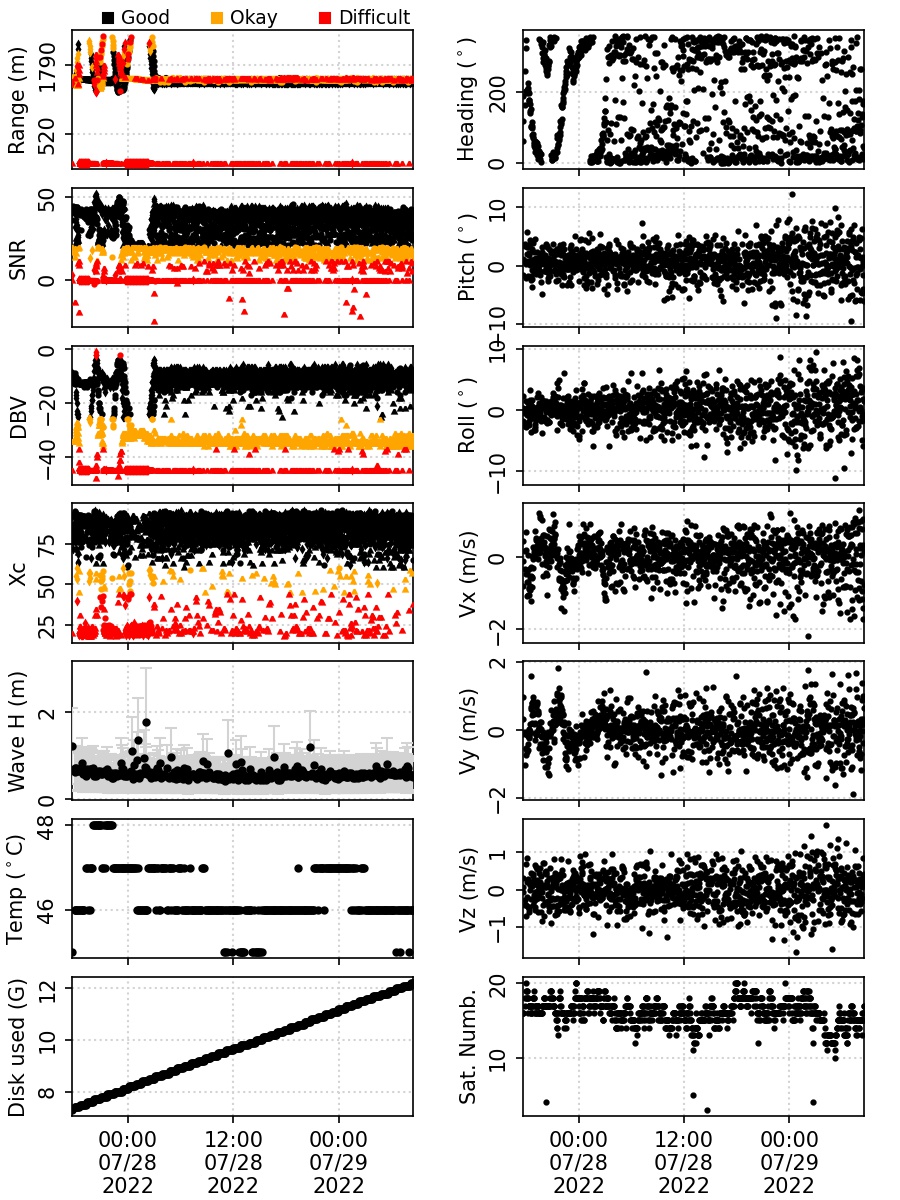 Good Okay Difficult
Range (m)
1790
520
Heading (°)
200
0
SNR
50
0
Pitch (°)
10
0
−10
DBV
0
−20
−40
Roll (°)
10
0
−10
Xc
75
50
25
Vx (m/s)
0
−2
Wave H (m)
2
0
Vy (m/s)
2
0
−2
Temp (°C)
48
46
Vz (m/s)
1
0
−1
Disk used (G)
12
10
8
Sat. Numb.
20
10
00:00 12:00 00:00
07/28 07/28 07/29
2022 2022 2022
00:00 12:00 00:00
07/28 07/28 07/29
2022 2022 2022